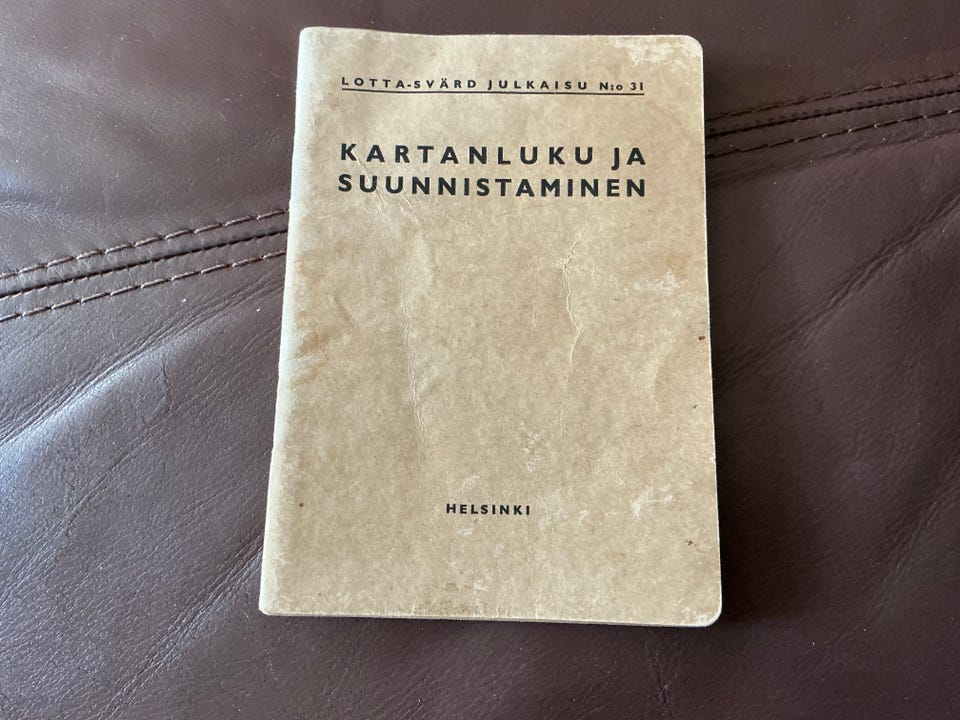 LOTTA-SVÄRD JULKAISU N:o 31
KARTANLUKU JA
SUUNNISTAMINEN
HELSINKI